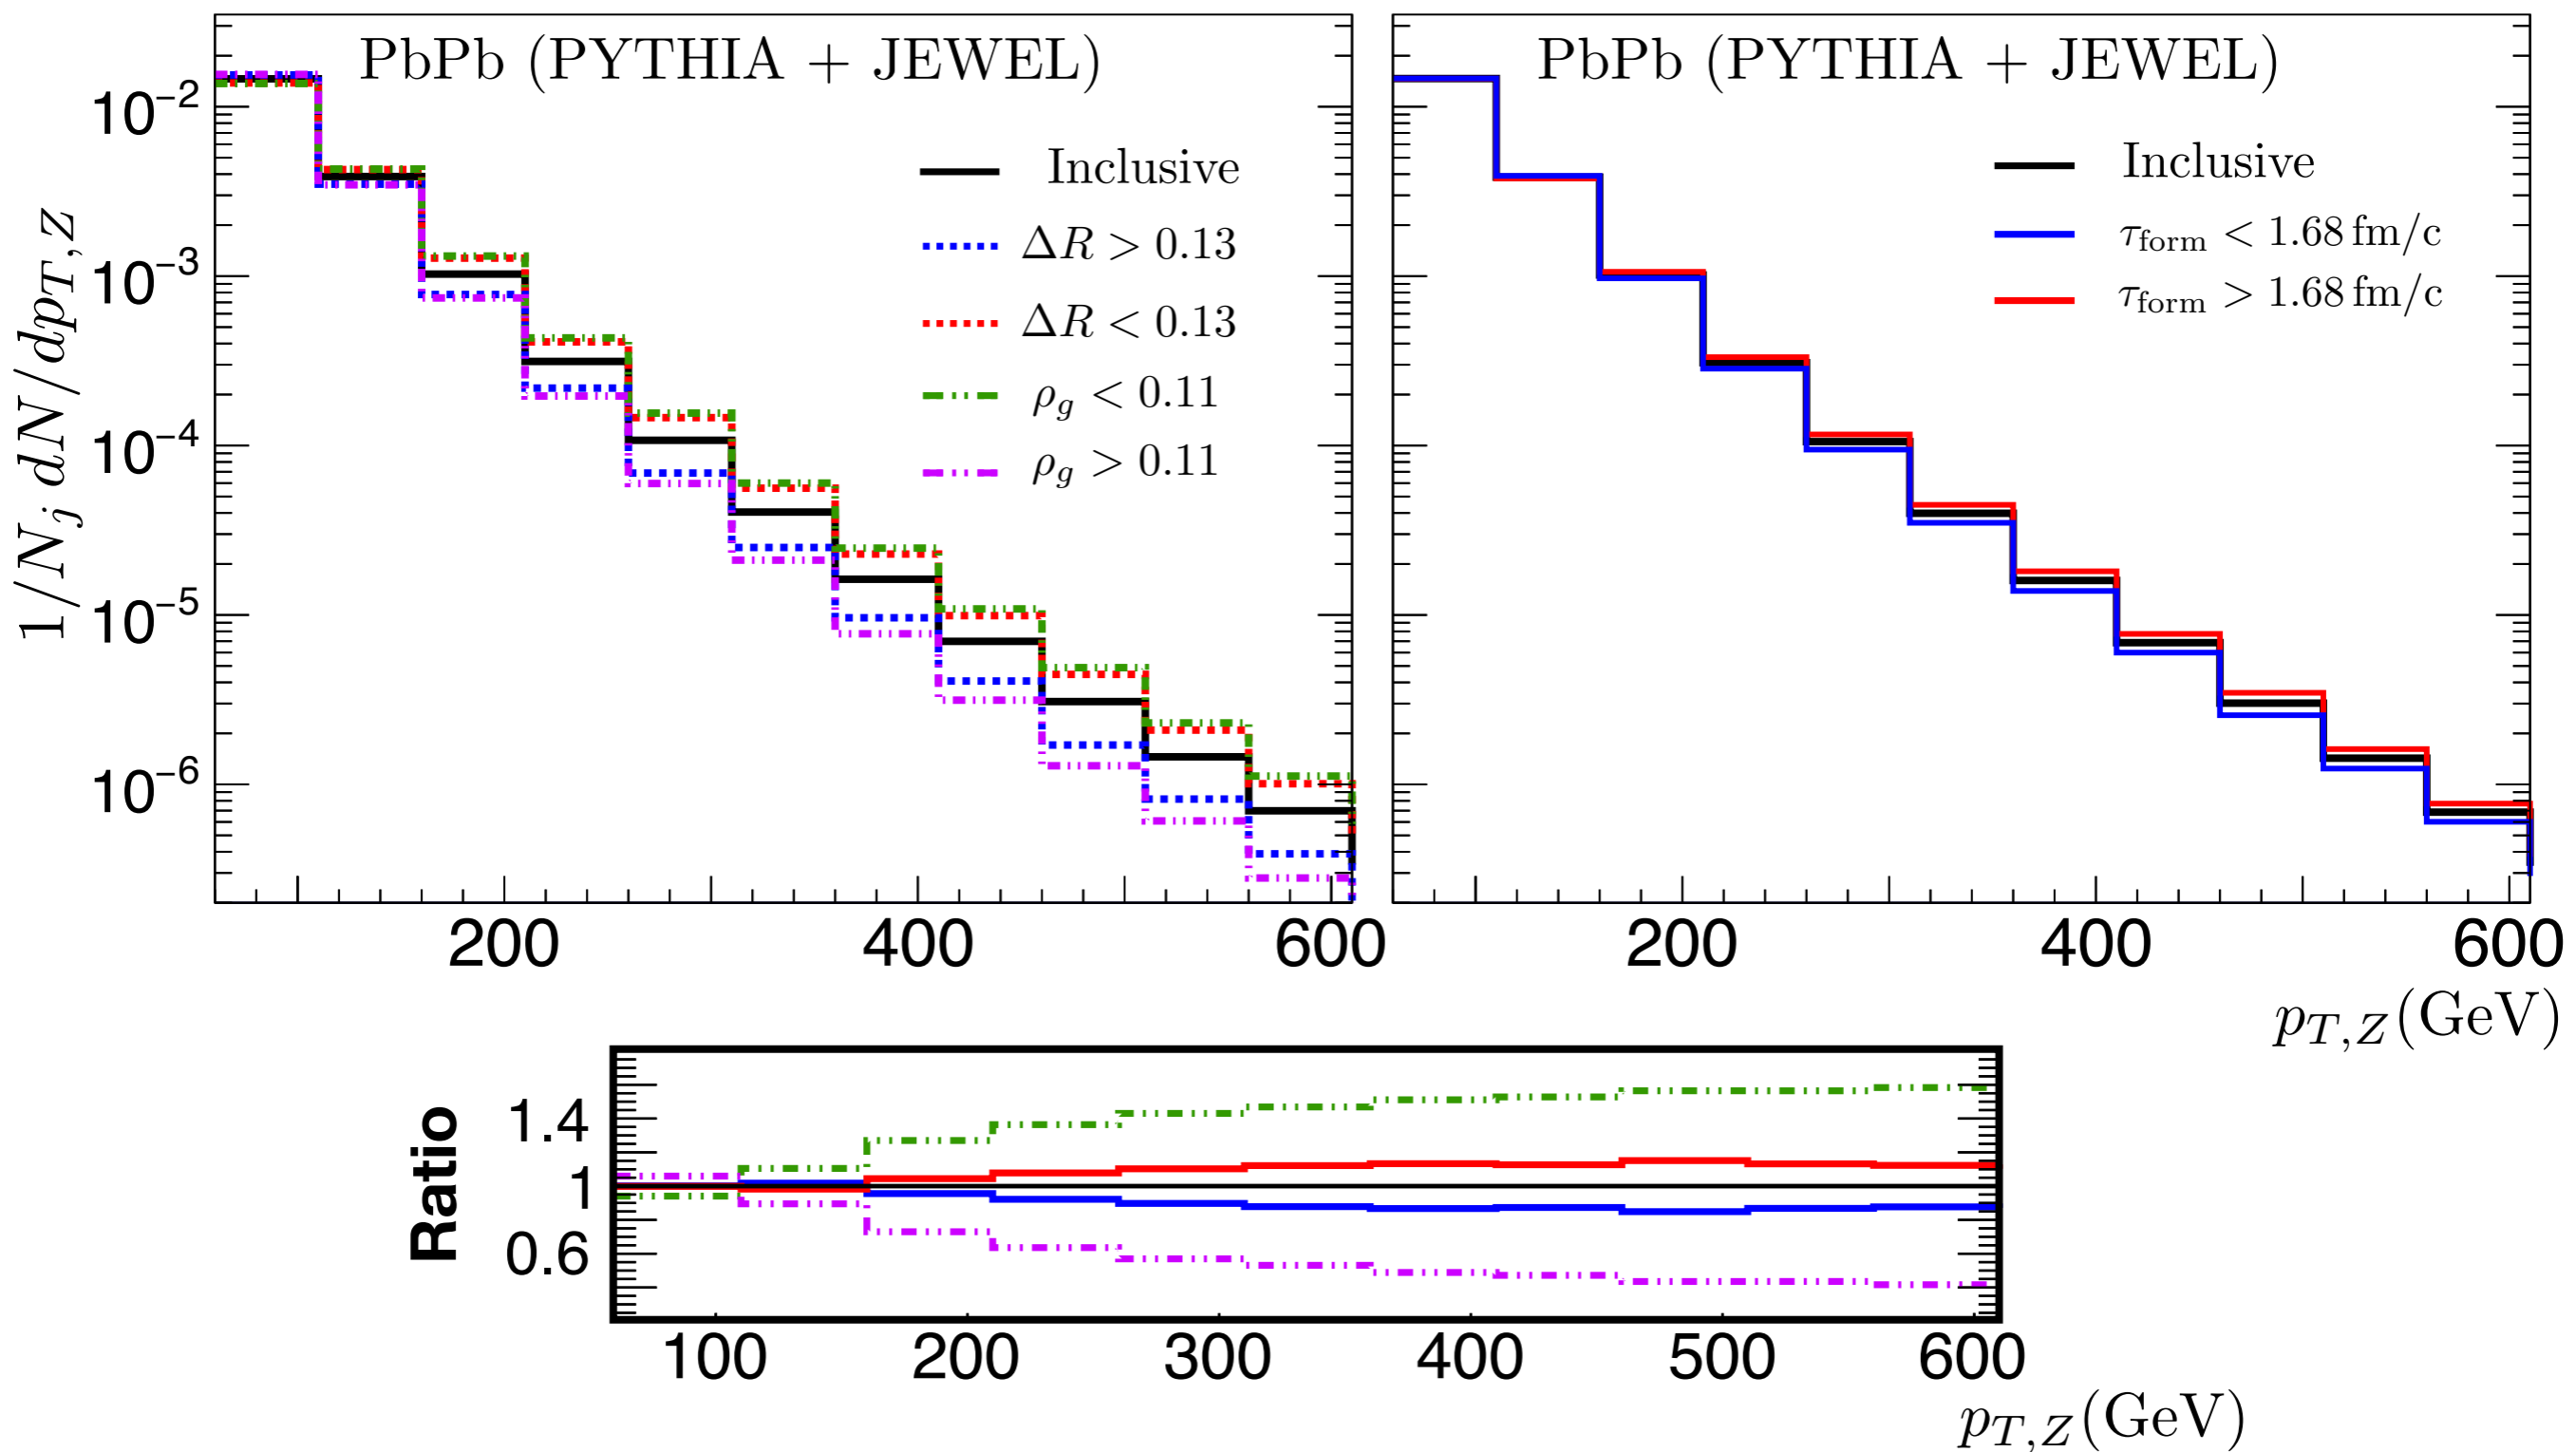 PbPb (PYTHIA + JEWEL)
Inclusive
ΔR > 0.13
ΔR < 0.13
ρ_g < 0.11
ρ_g > 0.11
1/N_j dN/dp_{T,Z}
10^{−2}
10^{−3}
10^{−4}
10^{−5}
10^{−6}
200 400 600
PbPb (PYTHIA + JEWEL)
Inclusive
τ_form < 1.68 fm/c
τ_form > 1.68 fm/c
200 400 600
p_{T,Z}(GeV)
Ratio
1.4
1
0.6
100 200 300 400 500 600
p_{T,Z}(GeV)